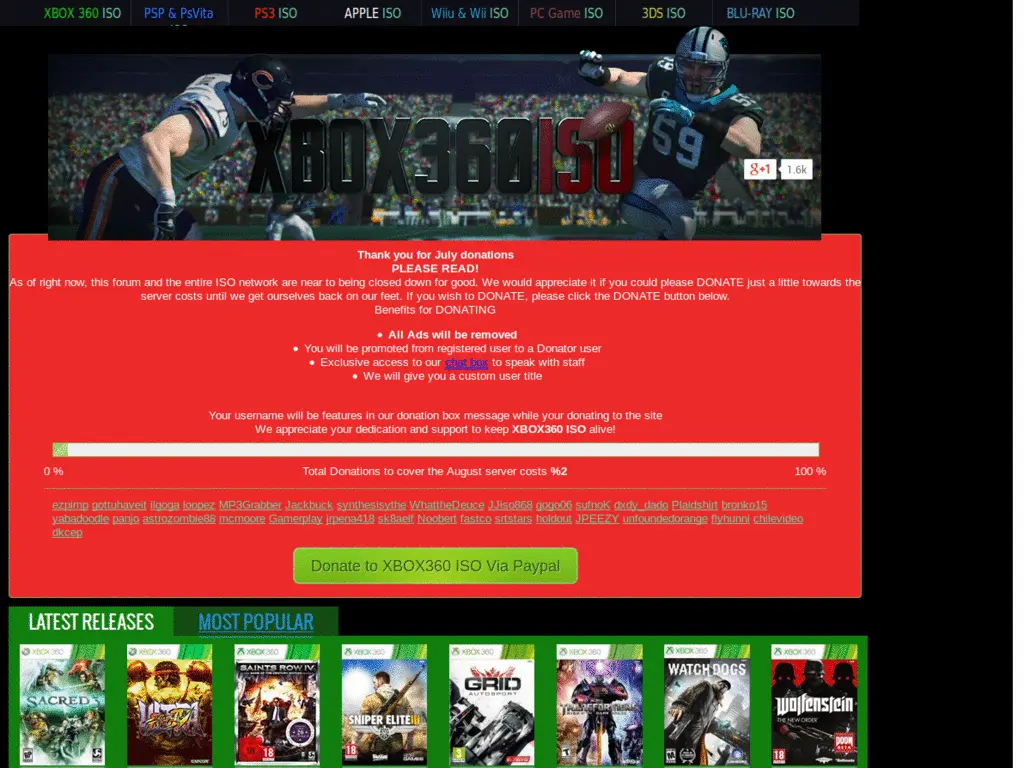 XBOX 360 ISO PSP & PsVita PS3 ISO APPLE ISO Wiiu & Wii ISO PC Game ISO 3DS ISO BLU-RAY ISO
XBOX360ISO
59
g+1 1.6k
Thank you for July donations
PLEASE READ!
As of right now, this forum and the entire ISO network are near to being closed down for good. We would appreciate it if you could please DONATE just a little towards the
server costs until we get ourselves back on our feet. If you wish to DONATE, please click the DONATE button below.
Benefits for DONATING
• All Ads will be removed
• You will be promoted from registered user to a Donator user
• Exclusive access to our chat box to speak with staff
• We will give you a custom user title
Your username will be features in our donation box message while your donating to the site
We appreciate your dedication and support to keep XBOX360 ISO alive!
0 % Total Donations to cover the August server costs %2 100 %
ezpimp gottuhaveit ilgoga loopez MP3Grabber Jackbuck synthesisythe WhattheDeuce JJiso868 gogo06 sufnoK dxdy_dado Plaidshirt bronko15
yabadoodle panjo astrozombie88 mcmoore Gamerplay jrpena418 sk8aelf Noobert fastco srtstars holdout JPEEZY unfoundedorange flyhunni chilevideo
dkcep
Donate to XBOX360 ISO Via Paypal
LATEST RELEASES MOST POPULAR
XBOX 360 XBOX 360 XBOX 360 XBOX 360 XBOX 360 XBOX 360 XBOX 360 XBOX 360
SACRED 3 ULTRA IV SAINTS ROW IV SNIPER ELITE III GRID AUTOSPORT TRANSFORMERS WATCH DOGS Wolfenstein THE NEW ORDER
18 18 3 18